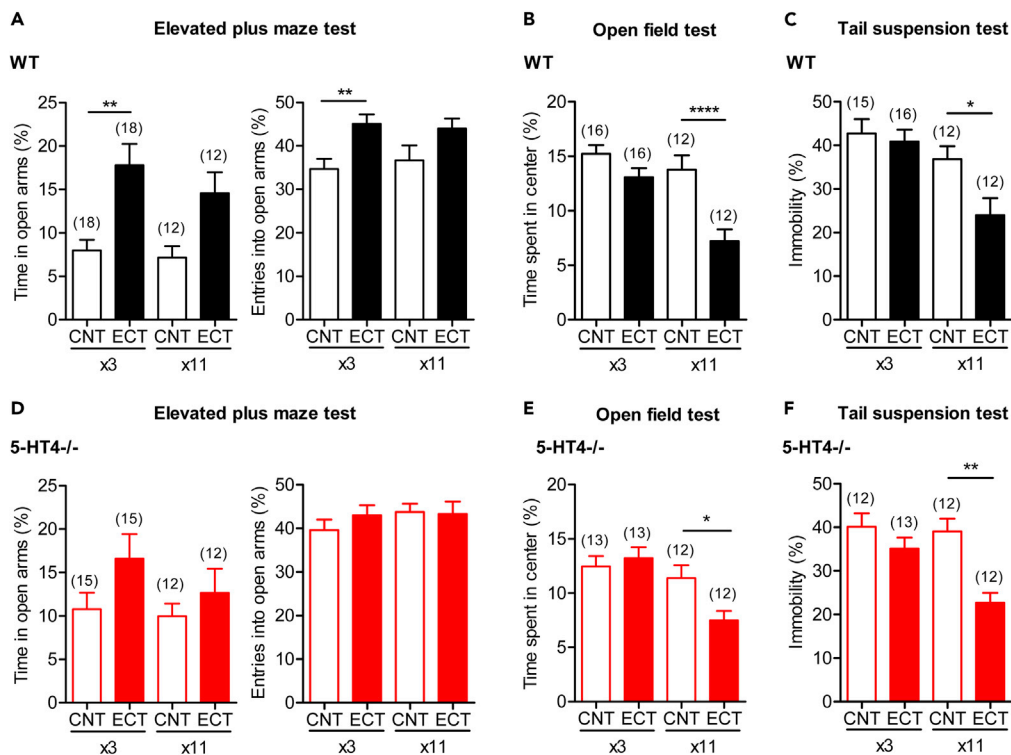 A
Elevated plus maze test
WT
Time in open arms (%)
25
20
15
10
5
0
(18)
**
(18)
(12)
(12)
CNT ECT CNT ECT
x3
x11
Entries into open arms (%)
50
40
30
20
10
0
**
CNT ECT CNT ECT
x3
x11
B
Open field test
WT
Time spent in center (%)
20
15
10
5
0
(16)
(16)
(12)
****
(12)
CNT ECT CNT ECT
x3
x11
C
Tail suspension test
WT
Immobility (%)
50
40
30
20
10
0
(15)
(16)
(12)
*
(12)
CNT ECT CNT ECT
x3
x11
D
Elevated plus maze test
5-HT4-/-
Time in open arms (%)
25
20
15
10
5
0
(15)
(15)
(12)
(12)
CNT ECT CNT ECT
x3
x11
Entries into open arms (%)
50
40
30
20
10
0
CNT ECT CNT ECT
x3
x11
E
Open field test
5-HT4-/-
Time spent in center (%)
20
15
10
5
0
(13)
(13)
(12)
*
(12)
CNT ECT CNT ECT
x3
x11
F
Tail suspension test
5-HT4-/-
Immobility (%)
50
40
30
20
10
0
(12)
(13)
(12)
**
(12)
CNT ECT CNT ECT
x3
x11